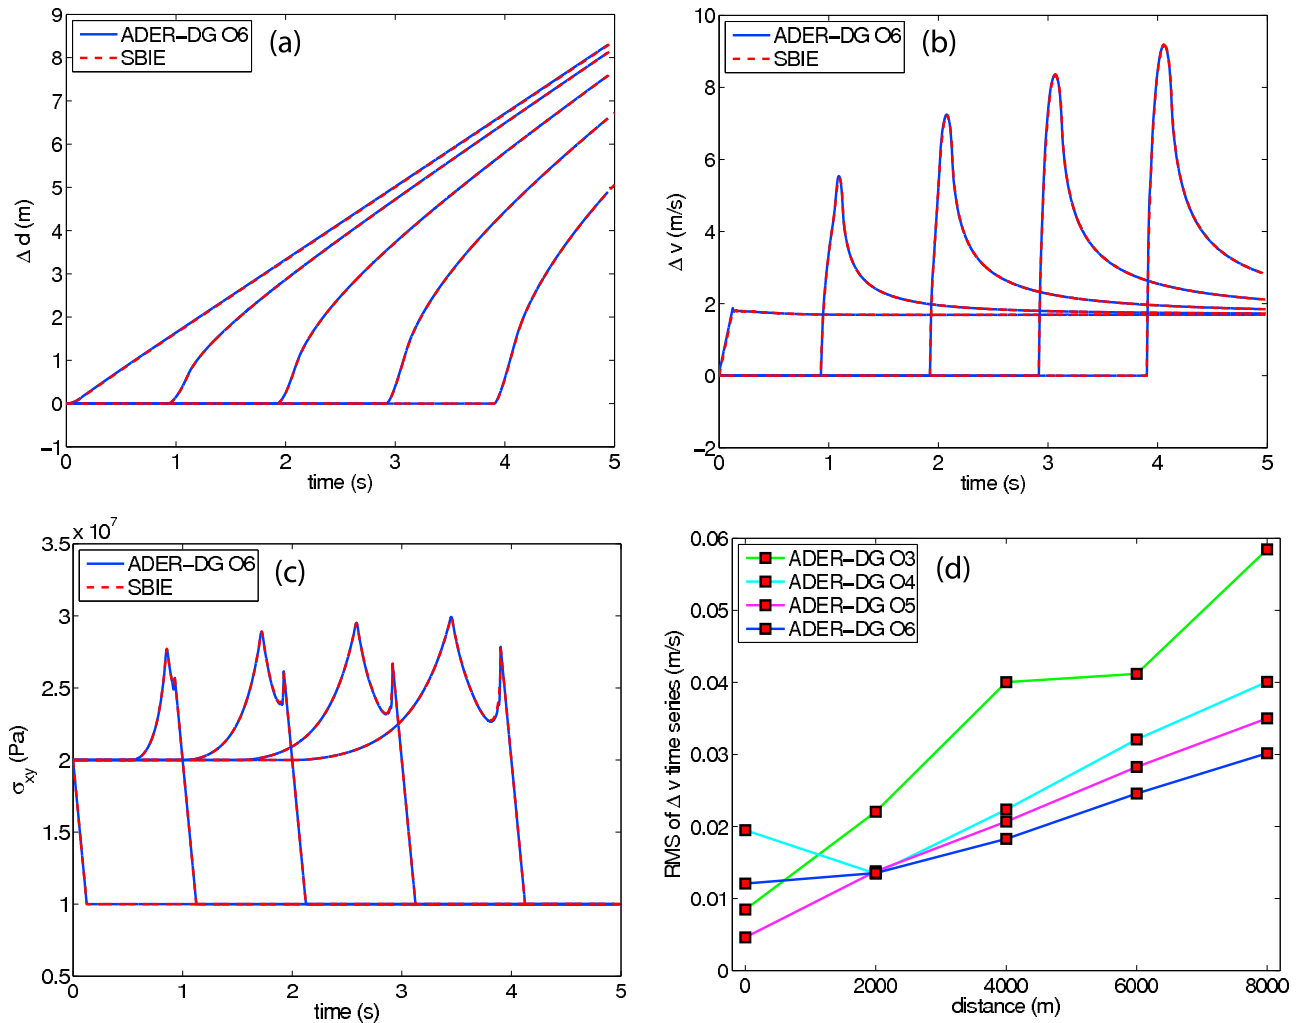 (a)
ADER–DG O6
SBIE
9
8
7
6
5
4
3
2
1
0
−1
Δ d (m)
0 1 2 3 4 5
time (s)
(b)
ADER–DG O6
SBIE
10
8
6
4
2
0
−2
Δ v (m/s)
0 1 2 3 4 5
time (s)
x 10^7
(c)
ADER–DG O6
SBIE
3.5
3
2.5
2
1.5
1
0.5
σxy (Pa)
0 1 2 3 4 5
time (s)
(d)
ADER–DG O3
ADER–DG O4
ADER–DG O5
ADER–DG O6
0.06
0.05
0.04
0.03
0.02
0.01
0
RMS of Δ v time series (m/s)
0 2000 4000 6000 8000
distance (m)